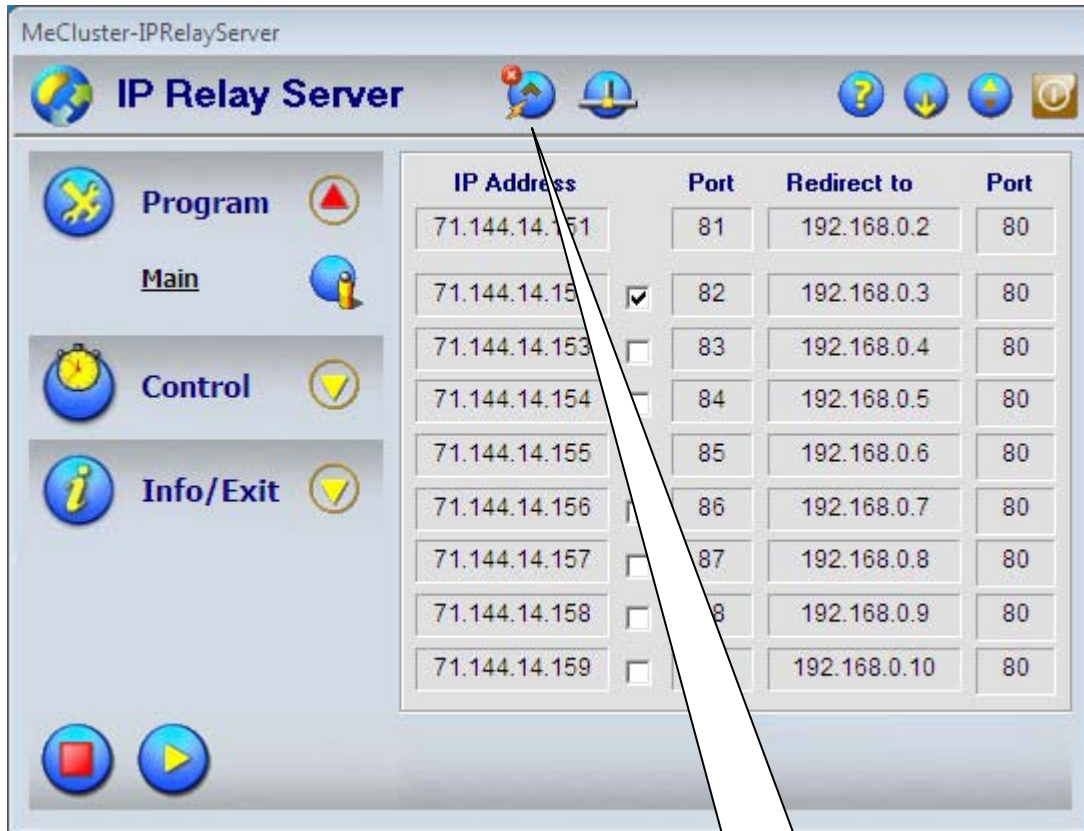 MeCluster-IPRelayServer
IP Relay Server
Program
Main
Control
Info/Exit
IP Address Port Redirect to Port
81 192.168.0.2 80
82 192.168.0.3 80
71.144.14.153 83 192.168.0.4 80
71.144.14.154 84 192.168.0.5 80
71.144.14.155 85 192.168.0.6 80
71.144.14.156 86 192.168.0.7 80
71.144.14.157 87 192.168.0.8 80
71.144.14.158 192.168.0.9 80
71.144.14.159 192.168.0.10 80